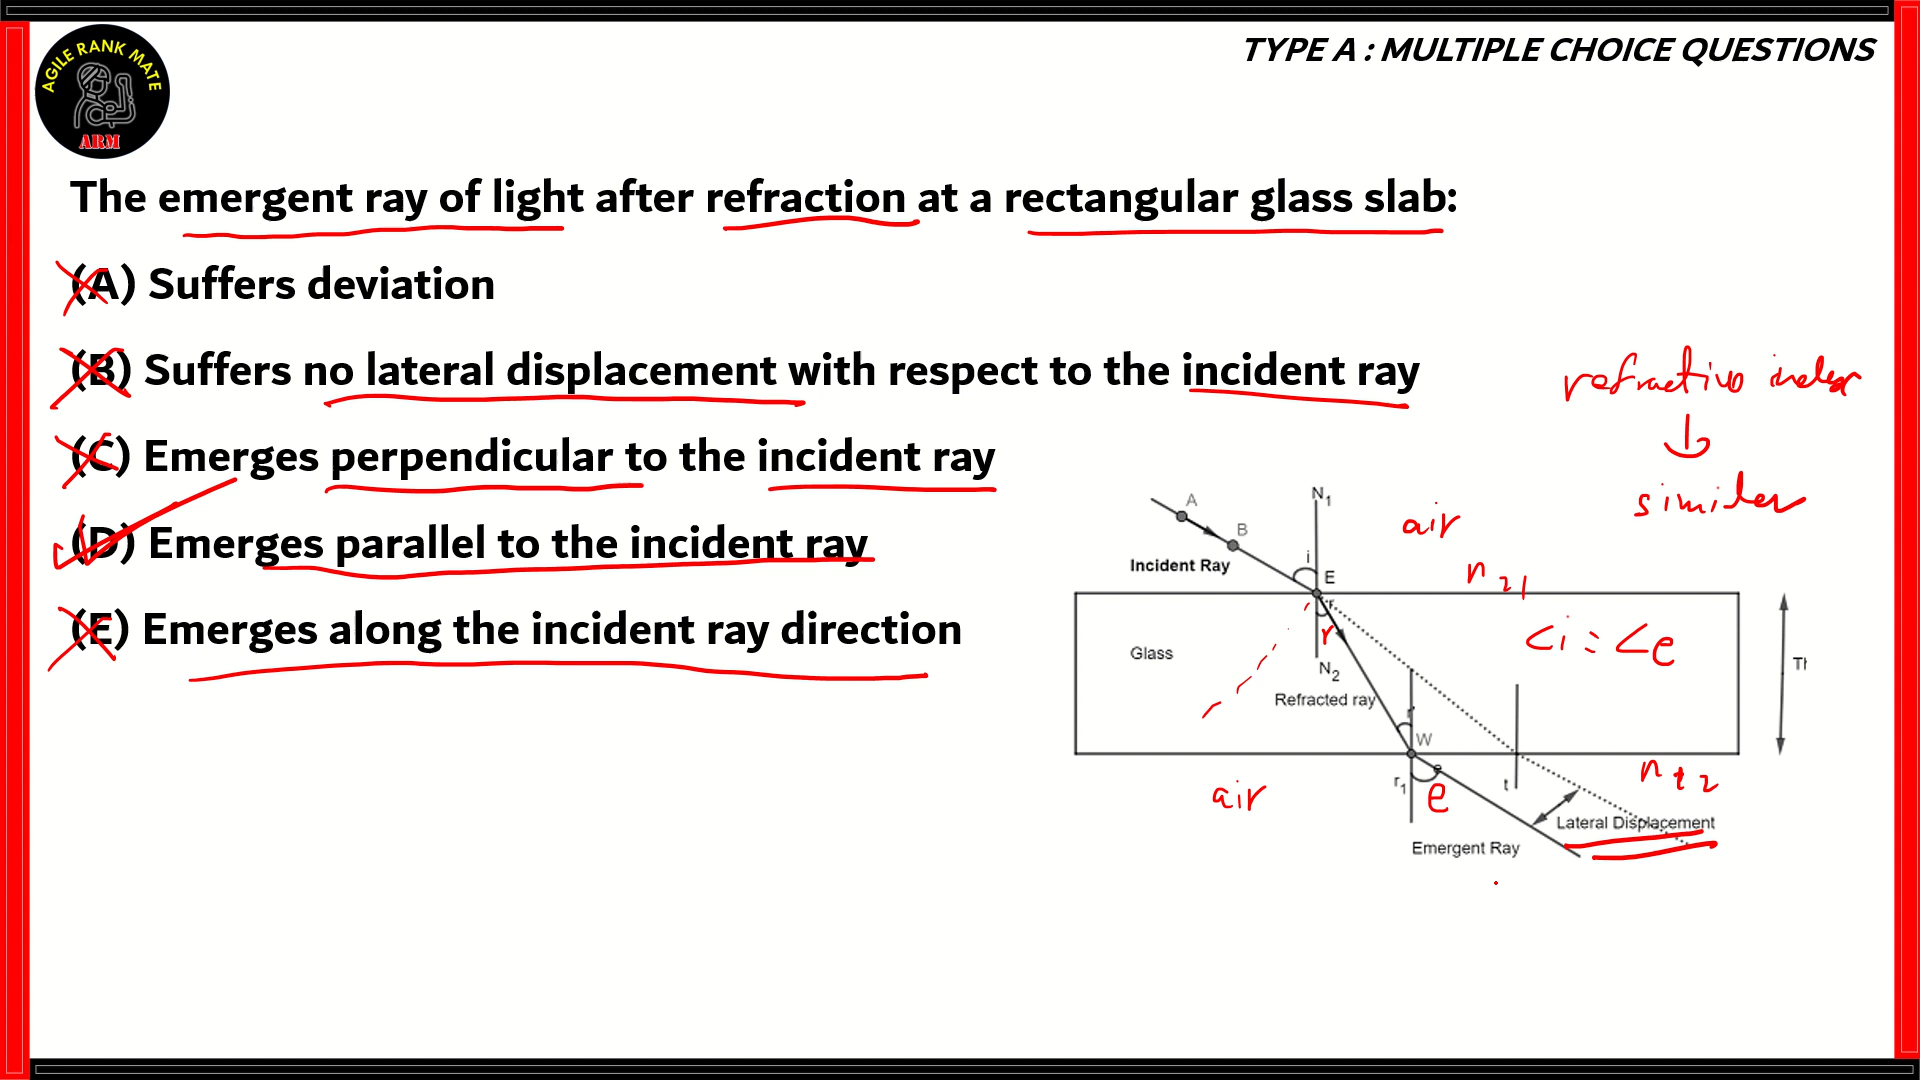 AGILE RANK MATE
ARM
TYPE A : MULTIPLE CHOICE QUESTIONS
The emergent ray of light after refraction at a rectangular glass slab:
(A) Suffers deviation
(B) Suffers no lateral displacement with respect to the incident ray
(C) Emerges perpendicular to the incident ray
(D) Emerges parallel to the incident ray
(E) Emerges along the incident ray direction
refractive index
similar
A
N1
air
B
i
Incident Ray
E
n21
r
r
<i = <e
Glass
N2
Th
Refracted ray
r'
W
e
r1
e
t
air
n12
Lateral Displacement
Emergent Ray